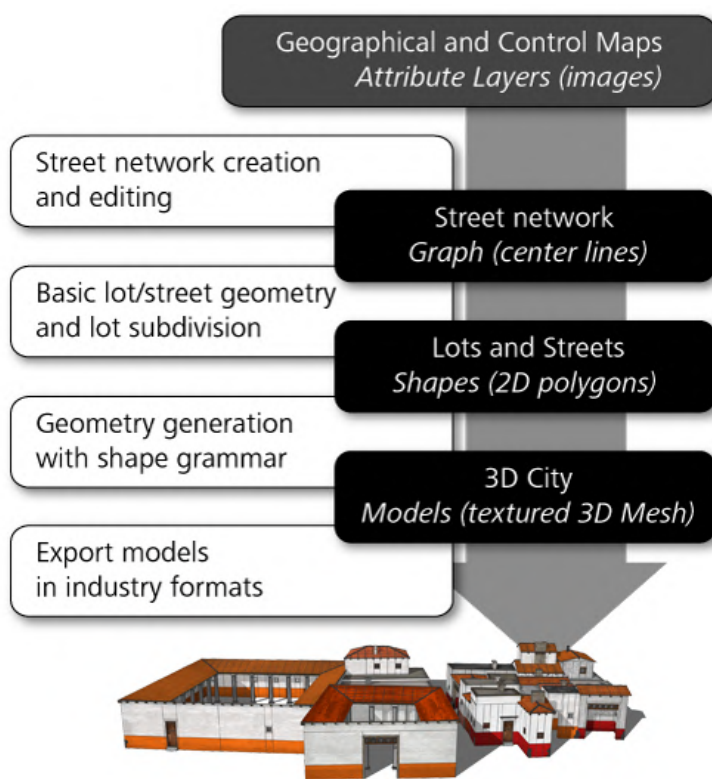 Geographical and Control Maps
Attribute Layers (images)
Street network creation
and editing
Street network
Graph (center lines)
Basic lot/street geometry
and lot subdivision
Lots and Streets
Shapes (2D polygons)
Geometry generation
with shape grammar
3D City
Models (textured 3D Mesh)
Export models
in industry formats